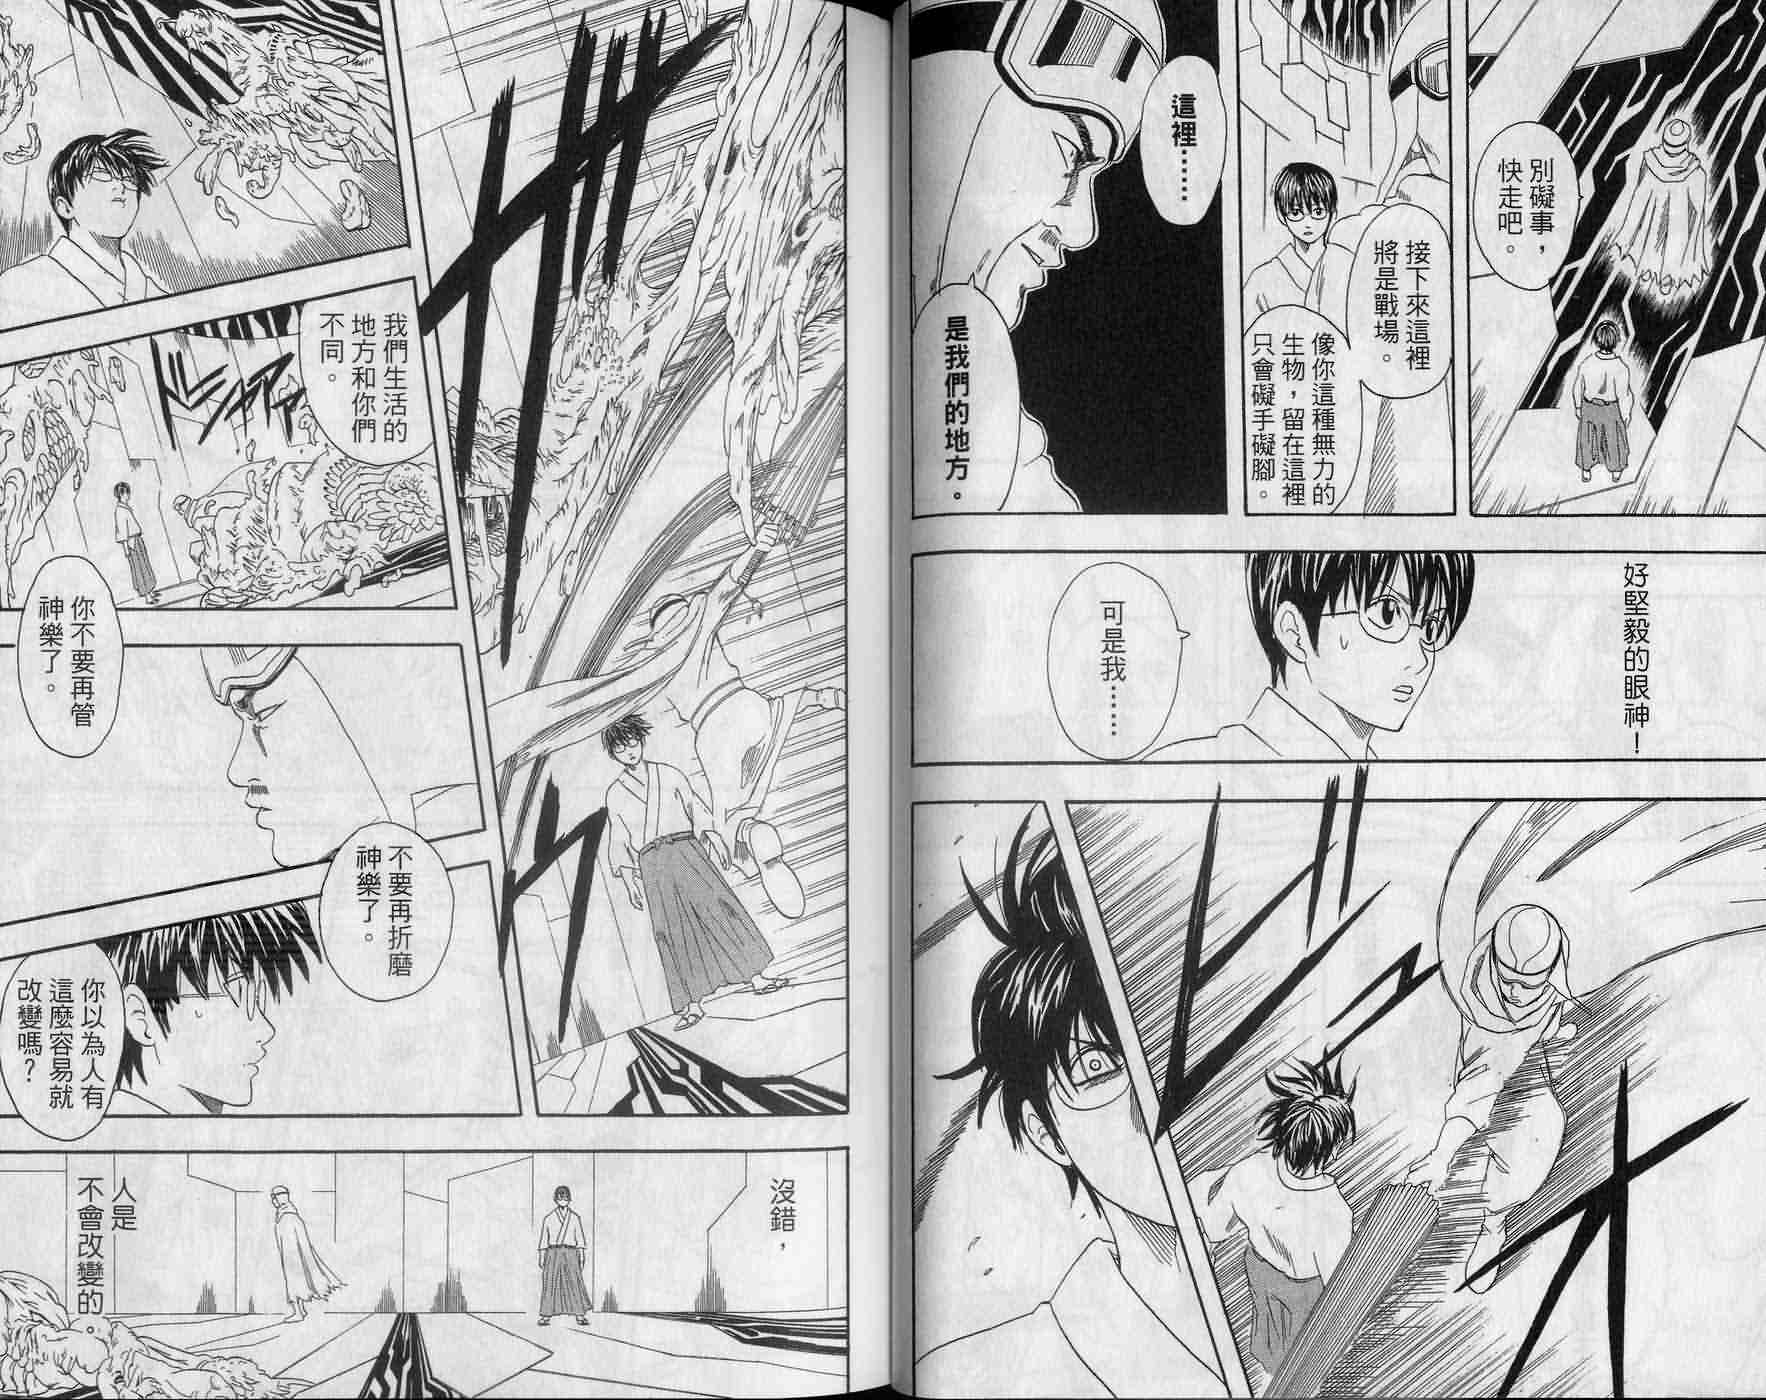 別礙事，
快走吧。
接下來這裡
將是戰場。
像你這種無力的
生物，留在這裡
只會礙手礙腳。
這裡……
是我們的地方。
好堅毅的眼神！
可是我……
我們生活的
地方和你們
不同。
ドシャァァ
你不要再管
神樂了。
不要再折磨
神樂了。
你以為人有
這麼容易就
改變嗎？
沒錯，
人是
不會改變的。